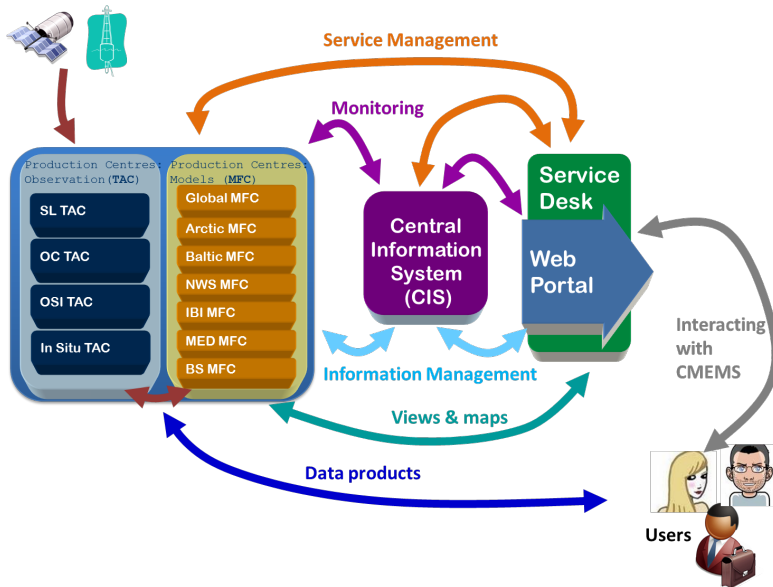 Service Management
Monitoring
Production Centres:
Observation(TAC)
SL TAC
OC TAC
OSI TAC
In Situ TAC
Production Centres:
Models (MFC)
Global MFC
Arctic MFC
Baltic MFC
NWS MFC
IBI MFC
MED MFC
BS MFC
Central
Information
System
(CIS)
Service
Desk
Web
Portal
Interacting
with
CMEMS
Information Management
Views & maps
Data products
Users